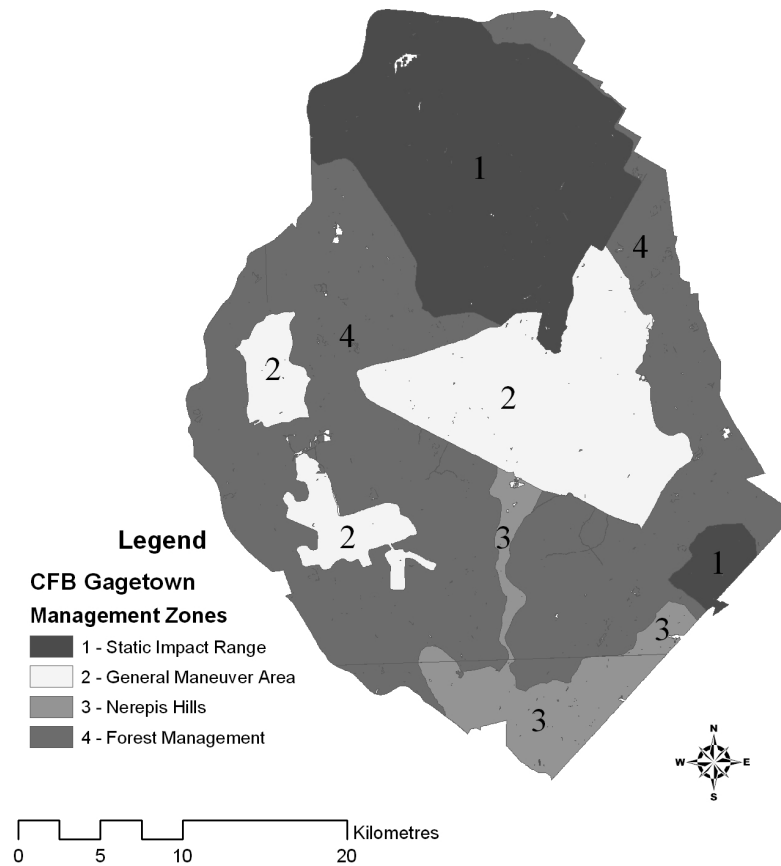 1
4
4
2
2
3
1
2
3
3
Legend
CFB Gagetown
Management Zones
1 - Static Impact Range
2 - General Maneuver Area
3 - Nerepis Hills
4 - Forest Management
N
W E
S
Kilometres
0 5 10 20